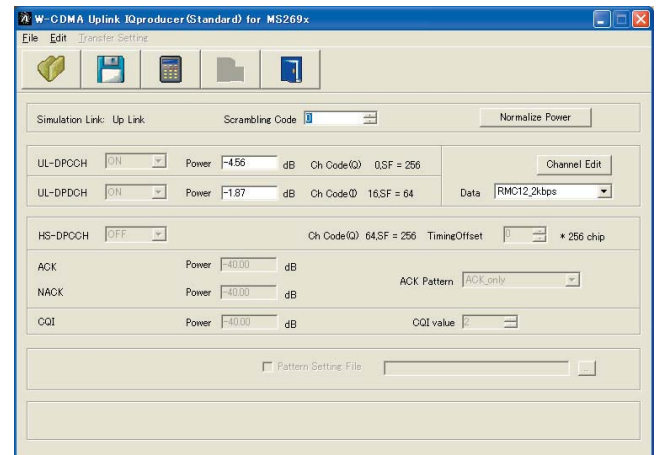 W-CDMA Uplink IQproducer(Standard) for MS269x
File Edit Transfer Setting
Simulation Link: Up Link Scrambling Code 0 Normalize Power
UL-DPCCH ON Power -4.56 dB Ch Code(Q) 0,SF = 256 Channel Edit
UL-DPDCH ON Power -1.87 dB Ch Code(I) 16,SF = 64 Data RMC12_2kbps
HS-DPCCH OFF Ch Code(Q) 64,SF = 256 TimingOffset 0 * 256 chip
ACK Power -40.00 dB
ACK Pattern ACK_only
NACK Power -40.00 dB
CQI Power -40.00 dB CQI value 2
Pattern Setting File ...